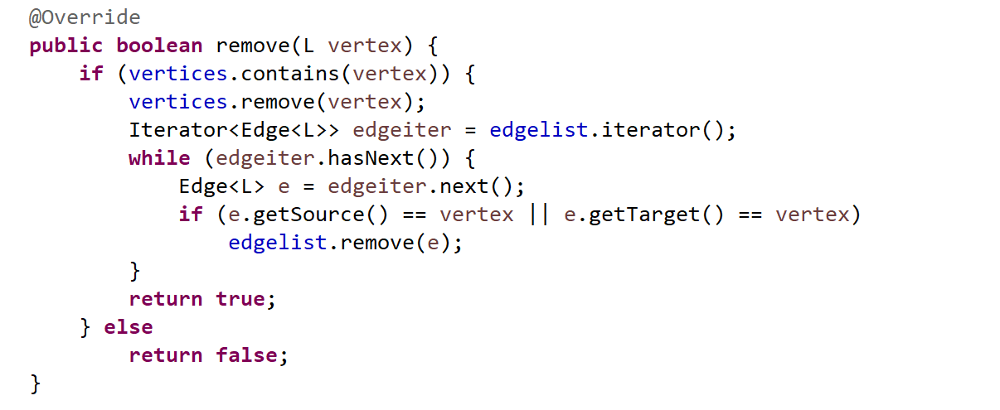 @Override
public boolean remove(L vertex) {
    if (vertices.contains(vertex)) {
        vertices.remove(vertex);
        Iterator<Edge<L>> edgeiter = edgelist.iterator();
        while (edgeiter.hasNext()) {
            Edge<L> e = edgeiter.next();
            if (e.getSource() == vertex || e.getTarget() == vertex)
                edgelist.remove(e);
        }
        return true;
    } else
        return false;
}